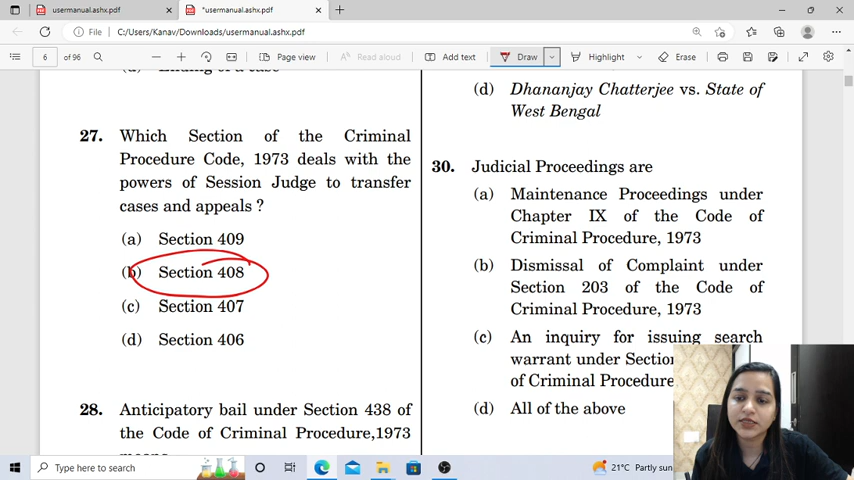 usermanual.ashx.pdf
*usermanual.ashx.pdf
File
C:/Users/Kanav/Downloads/usermanual.ashx.pdf
6 of 96
Page view
Read aloud
Add text
Draw
Highlight
Erase
27. Which Section of the Criminal
Procedure Code, 1973 deals with the
powers of Session Judge to transfer
cases and appeals ?
(a) Section 409
(b) Section 408
(c) Section 407
(d) Section 406
28. Anticipatory bail under Section 438 of
the Code of Criminal Procedure,1973
(d) Dhananjay Chatterjee vs. State of
West Bengal
30. Judicial Proceedings are
(a) Maintenance Proceedings under
Chapter IX of the Code of
Criminal Procedure, 1973
(b) Dismissal of Complaint under
Section 203 of the Code of
Criminal Procedure, 1973
(c) An inquiry for issuing search
warrant under Section
of Criminal Procedure
(d) All of the above
Type here to search
21°C Partly sun